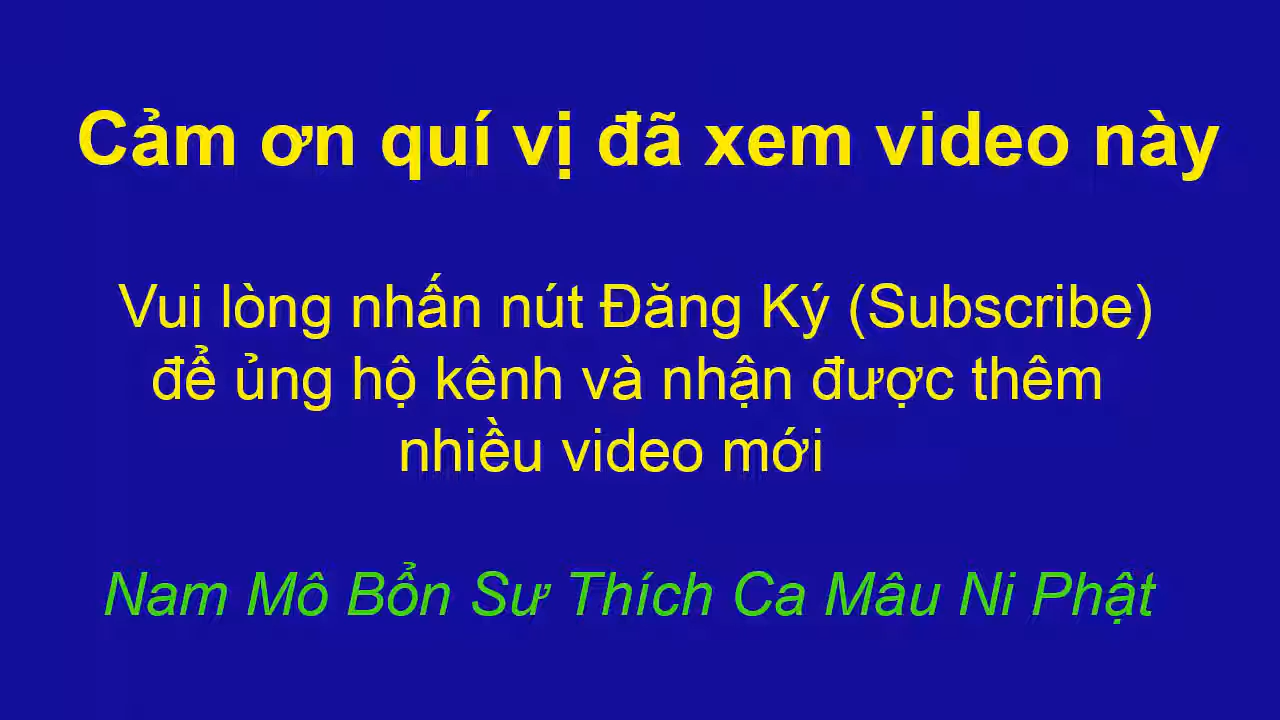 Cảm ơn quí vị đã xem video này
Vui lòng nhấn nút Đăng Ký (Subscribe)
để ủng hộ kênh và nhận được thêm
nhiều video mới
Nam Mô Bổn Sư Thích Ca Mâu Ni Phật